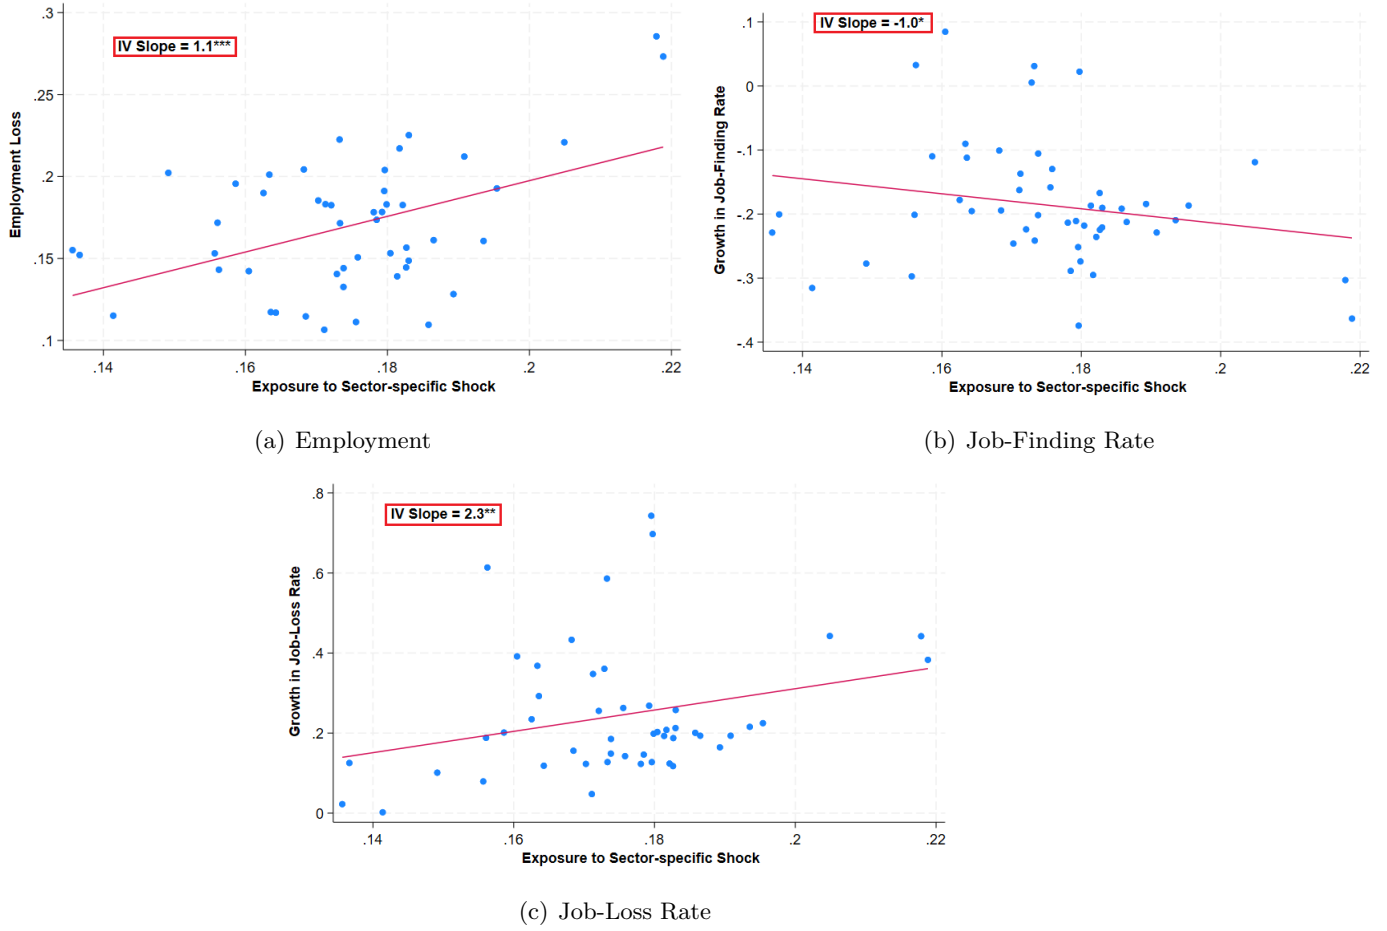 IV Slope = 1.1***
Employment Loss
.3
.25
.2
.15
.1
.14
.16
.18
.2
.22
Exposure to Sector-specific Shock
(a) Employment
IV Slope = -1.0*
Growth in Job-Finding Rate
.1
0
-.1
-.2
-.3
-.4
.14
.16
.18
.2
.22
Exposure to Sector-specific Shock
(b) Job-Finding Rate
IV Slope = 2.3**
Growth in Job-Loss Rate
.8
.6
.4
.2
0
.14
.16
.18
.2
.22
Exposure to Sector-specific Shock
(c) Job-Loss Rate